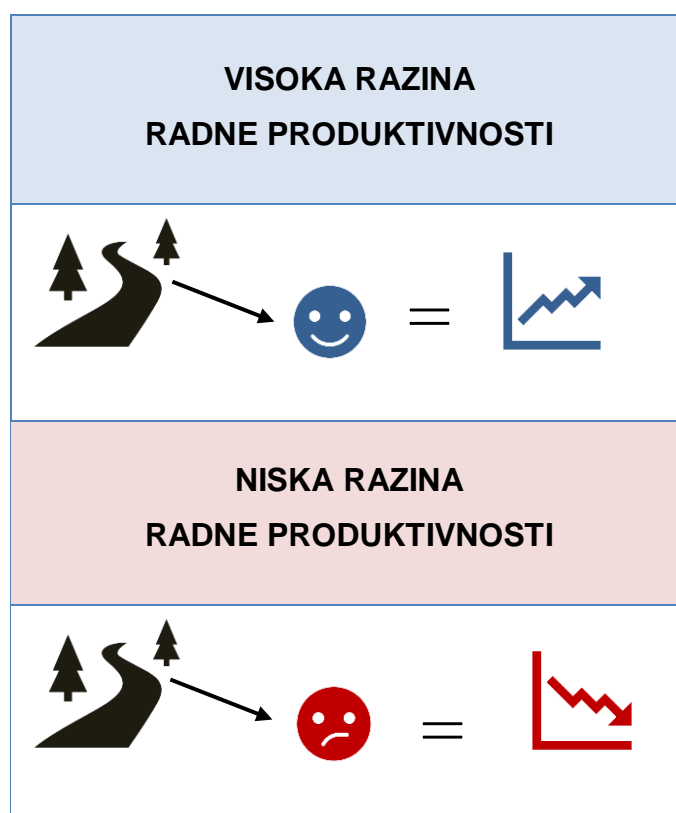 VISOKA RAZINA
RADNE PRODUKTIVNOSTI
=
NISKA RAZINA
RADNE PRODUKTIVNOSTI
=